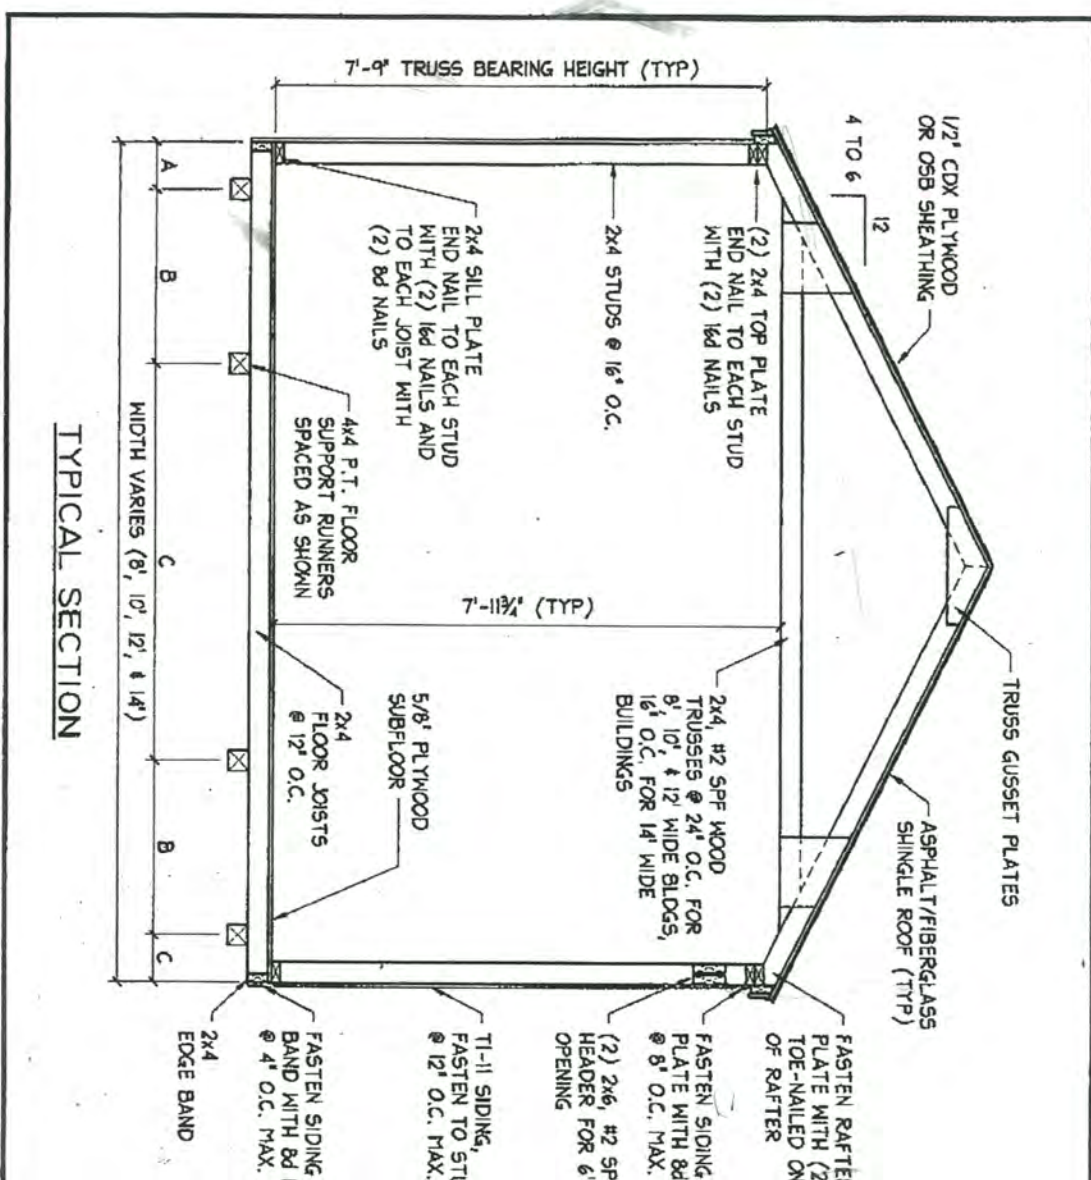 7'-9" TRUSS BEARING HEIGHT (TYP)
1/2" CDX PLYWOOD
OR OSB SHEATHING
4 TO 6
12
(2) 2x4 TOP PLATE
END NAIL TO EACH STUD
WITH (2) 16d NAILS
2x4 STUDS @ 16" O.C.
2x4 SILL PLATE
END NAIL TO EACH STUD
WITH (2) 16d NAILS AND
TO EACH JOIST WITH
(2) 8d NAILS
4x4 P.T. FLOOR
SUPPORT RUNNERS
SPACED AS SHOWN
A
B
C
B
C
WIDTH VARIES (8', 10', 12', & 14')
TYPICAL SECTION
7'-11 3/4" (TYP)
TRUSS GUSSET PLATES
ASPHALT/FIBERGLASS
SHINGLE ROOF (TYP)
2x4, #2 SPF WOOD
TRUSSES @ 24" O.C. FOR
8', 10', & 12' WIDE BLDGS,
16" O.C. FOR 14' WIDE
BUILDINGS
5/8" PLYWOOD
SUBFLOOR
2x4
FLOOR JOISTS
@ 12" O.C.
FASTEN RAFTE
PLATE WITH (2
TOE-NAILED ON
OF RAFTER
FASTEN SIDING
PLATE WITH 8d
@ 8" O.C. MAX.
(2) 2x6, #2 SP
HEADER FOR 6'
OPENING
T1-11 SIDING,
FASTEN TO STU
@ 12" O.C. MAX.
FASTEN SIDING
BAND WITH 8d
@ 4" O.C. MAX.
2x4
EDGE BAND